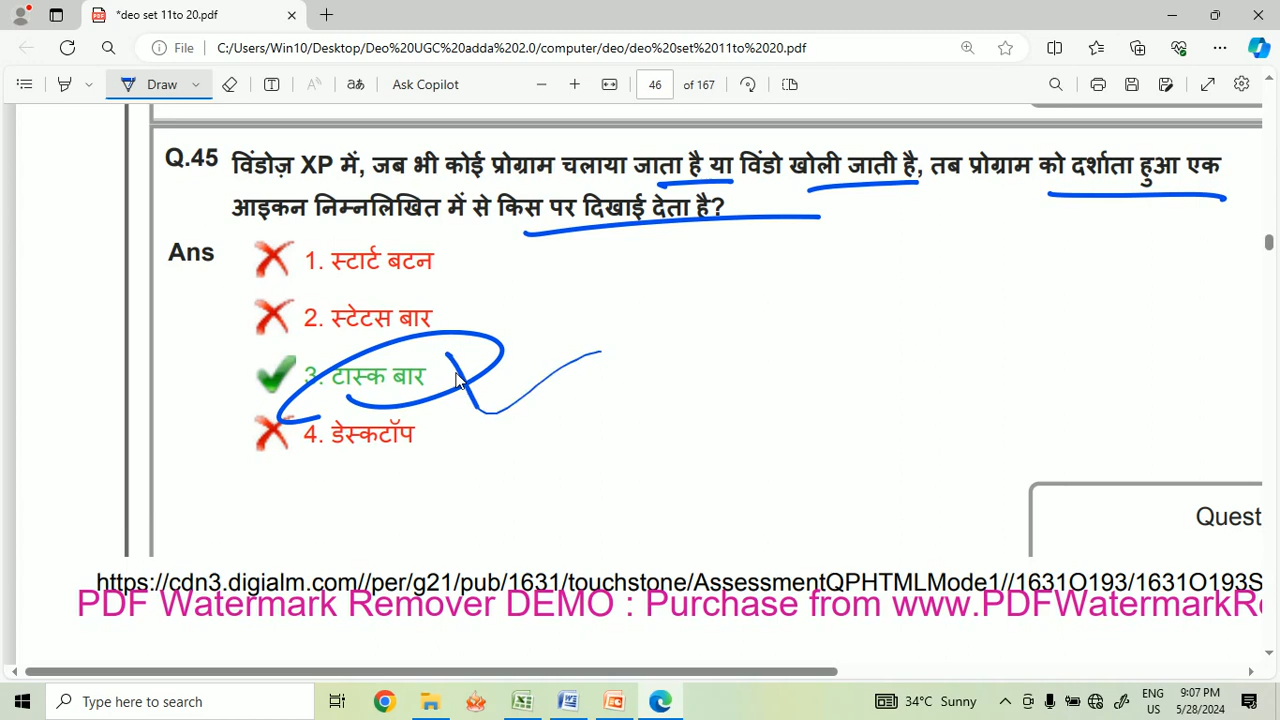 *deo set 11to 20.pdf
File C:/Users/Win10/Desktop/Deo%20UGC%20adda%202.0/computer/deo/deo%20set%2011to%2020.pdf
Draw aあ Ask Copilot 46 of 167
Q.45 विंडोज़ XP में, जब भी कोई प्रोग्राम चलाया जाता है या विंडो खोली जाती है, तब प्रोग्राम को दर्शाता हुआ एक
आइकन निम्नलिखित में से किस पर दिखाई देता है?
Ans
1. स्टार्ट बटन
2. स्टेटस बार
3. टास्क बार
4. डेस्कटॉप
Quest
https://cdn3.digialm.com//per/g21/pub/1631/touchstone/AssessmentQPHTMLMode1//1631O193/1631O193S
PDF Watermark Remover DEMO : Purchase from www.PDFWatermarkRe
Type here to search 34°C Sunny ENG US 9:07 PM 5/28/2024